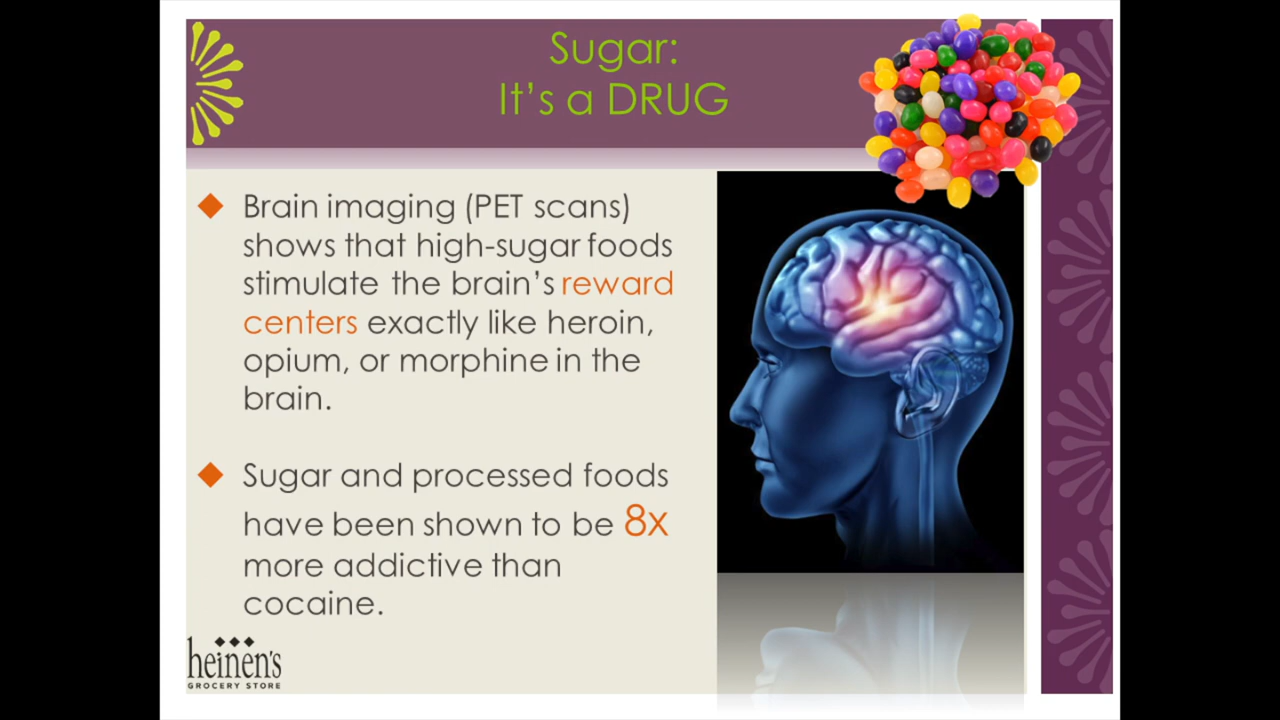 Sugar:
It’s a DRUG
Brain imaging (PET scans)
shows that high-sugar foods
stimulate the brain’s reward
centers exactly like heroin,
opium, or morphine in the
brain.
Sugar and processed foods
have been shown to be 8x
more addictive than
cocaine.
heinen's
GROCERY STORE